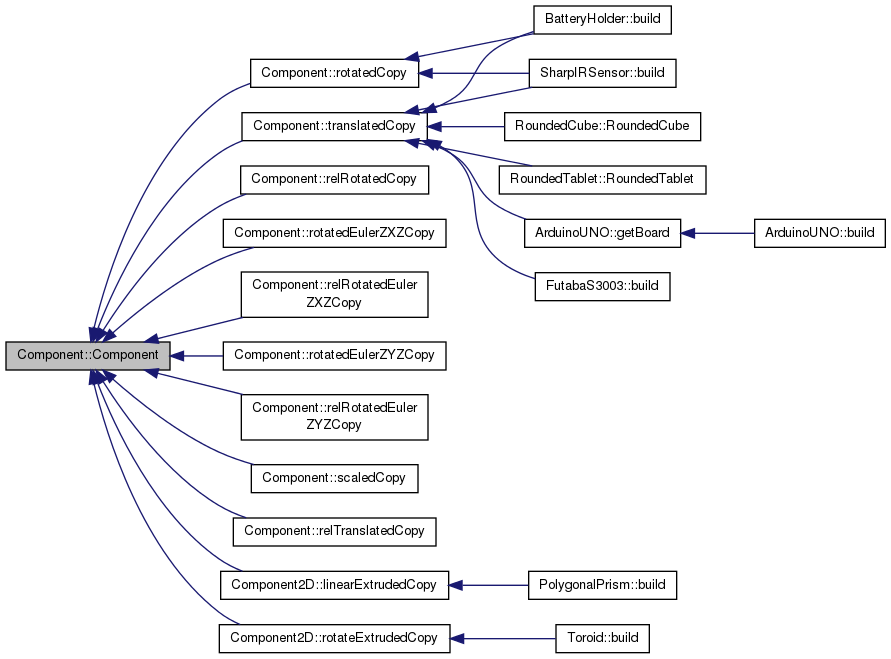 BatteryHolder::build
Component::rotatedCopy
SharpIRSensor::build
Component::translatedCopy
RoundedCube::RoundedCube
Component::relRotatedCopy
RoundedTablet::RoundedTablet
Component::rotatedEulerZXZCopy
ArduinoUNO::getBoard
ArduinoUNO::build
Component::relRotatedEuler
ZXZCopy
FutabaS3003::build
Component::Component
Component::rotatedEulerZYZCopy
Component::relRotatedEuler
ZYZCopy
Component::scaledCopy
Component::relTranslatedCopy
Component2D::linearExtrudedCopy
PolygonalPrism::build
Component2D::rotateExtrudedCopy
Toroid::build